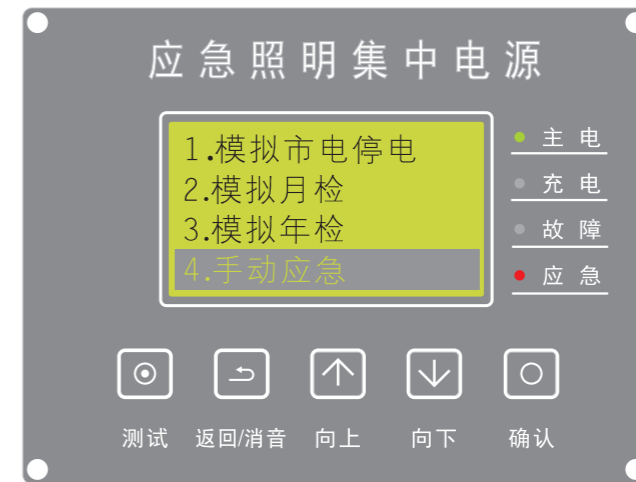 应急照明集中电源
1.模拟市电停电
2.模拟月检
3.模拟年检
4.手动应急
主电
充电
故障
应急
测试 返回/消音 向上 向下 确认